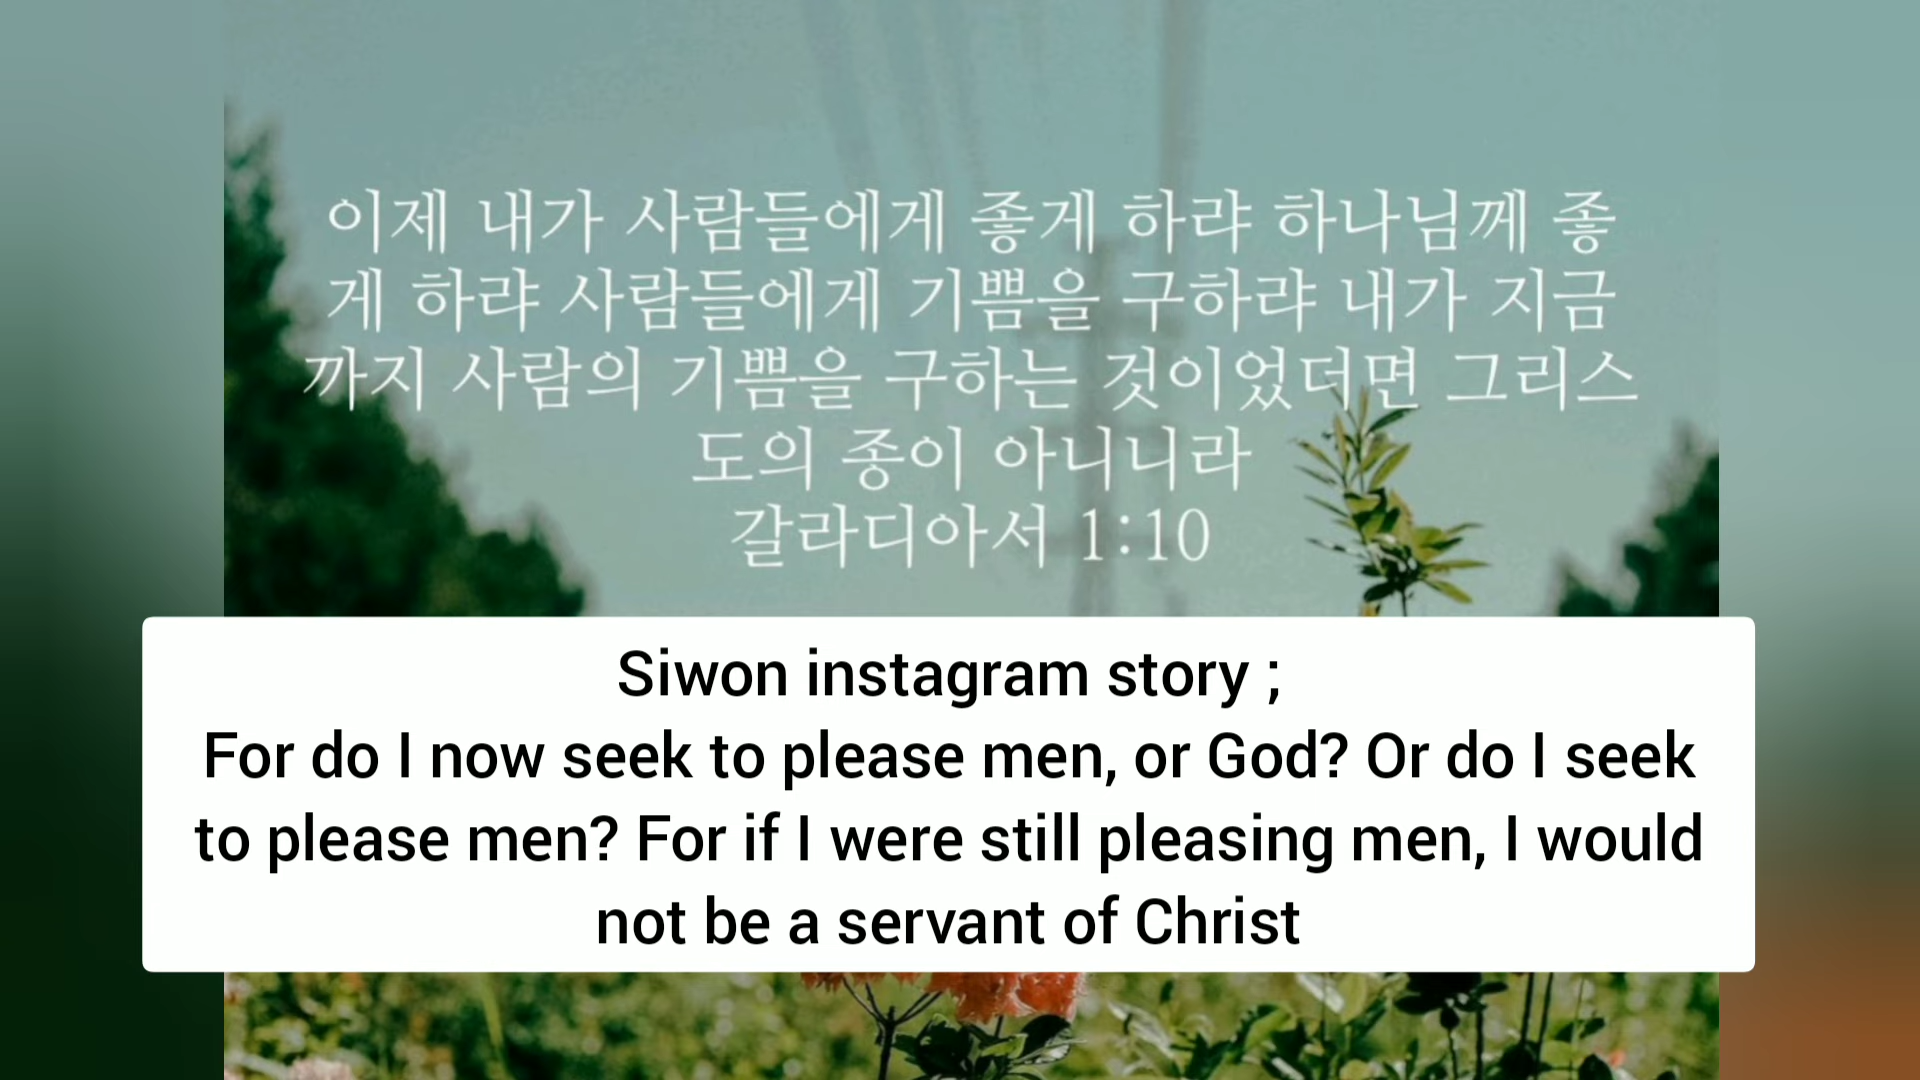 이제 내가 사람들에게 좋게 하랴 하나님께 좋
게 하랴 사람들에게 기쁨을 구하랴 내가 지금
까지 사람의 기쁨을 구하는 것이었더면 그리스
도의 종이 아니니라
갈라디아서 1:10
Siwon instagram story ;
For do I now seek to please men, or God? Or do I seek
to please men? For if I were still pleasing men, I would
not be a servant of Christ